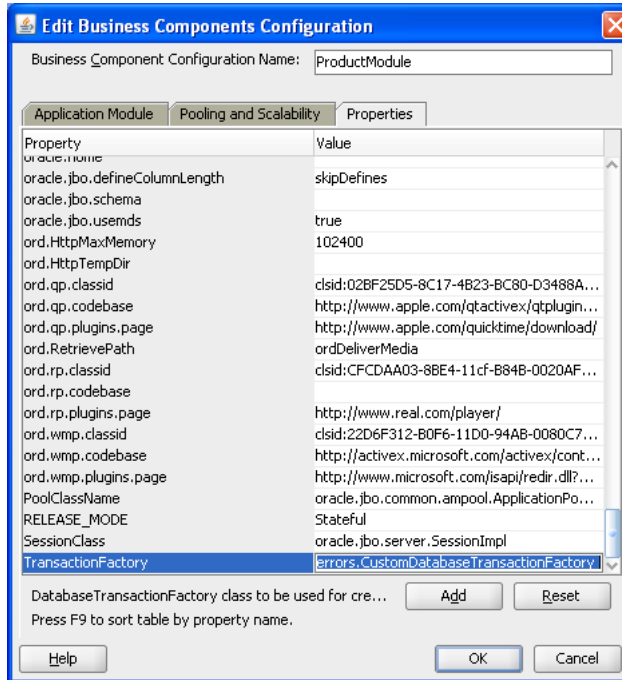 Edit Business Components Configuration
Business Component Configuration Name: ProductModule
Application Module Pooling and Scalability Properties
Property Value
oracle.home
oracle.jbo.defineColumnLength skipDefines
oracle.jbo.schema
oracle.jbo.usemds true
ord.HttpMaxMemory 102400
ord.HttpTempDir
ord.qp.classid clsid:02BF25D5-8C17-4B23-BC80-D3488A...
ord.qp.codebase http://www.apple.com/qtactivex/qtplugin...
ord.qp.plugins.page http://www.apple.com/quicktime/download/
ord.RetrievePath ordDeliverMedia
ord.rp.classid clsid:CFCDAA03-8BE4-11cf-B84B-0020AF...
ord.rp.codebase
ord.rp.plugins.page http://www.real.com/player/
ord.wmp.classid clsid:22D6F312-B0F6-11D0-94AB-0080C7...
ord.wmp.codebase http://activex.microsoft.com/activex/cont...
ord.wmp.plugins.page http://www.microsoft.com/isapi/redir.dll?...
PoolClassName oracle.jbo.common.ampool.ApplicationPo...
RELEASE_MODE Stateful
SessionClass oracle.jbo.server.SessionImpl
TransactionFactory errors.CustomDatabaseTransactionFactory
DatabaseTransactionFactory class to be used for cre... Add Reset
Press F9 to sort table by property name.
Help OK Cancel